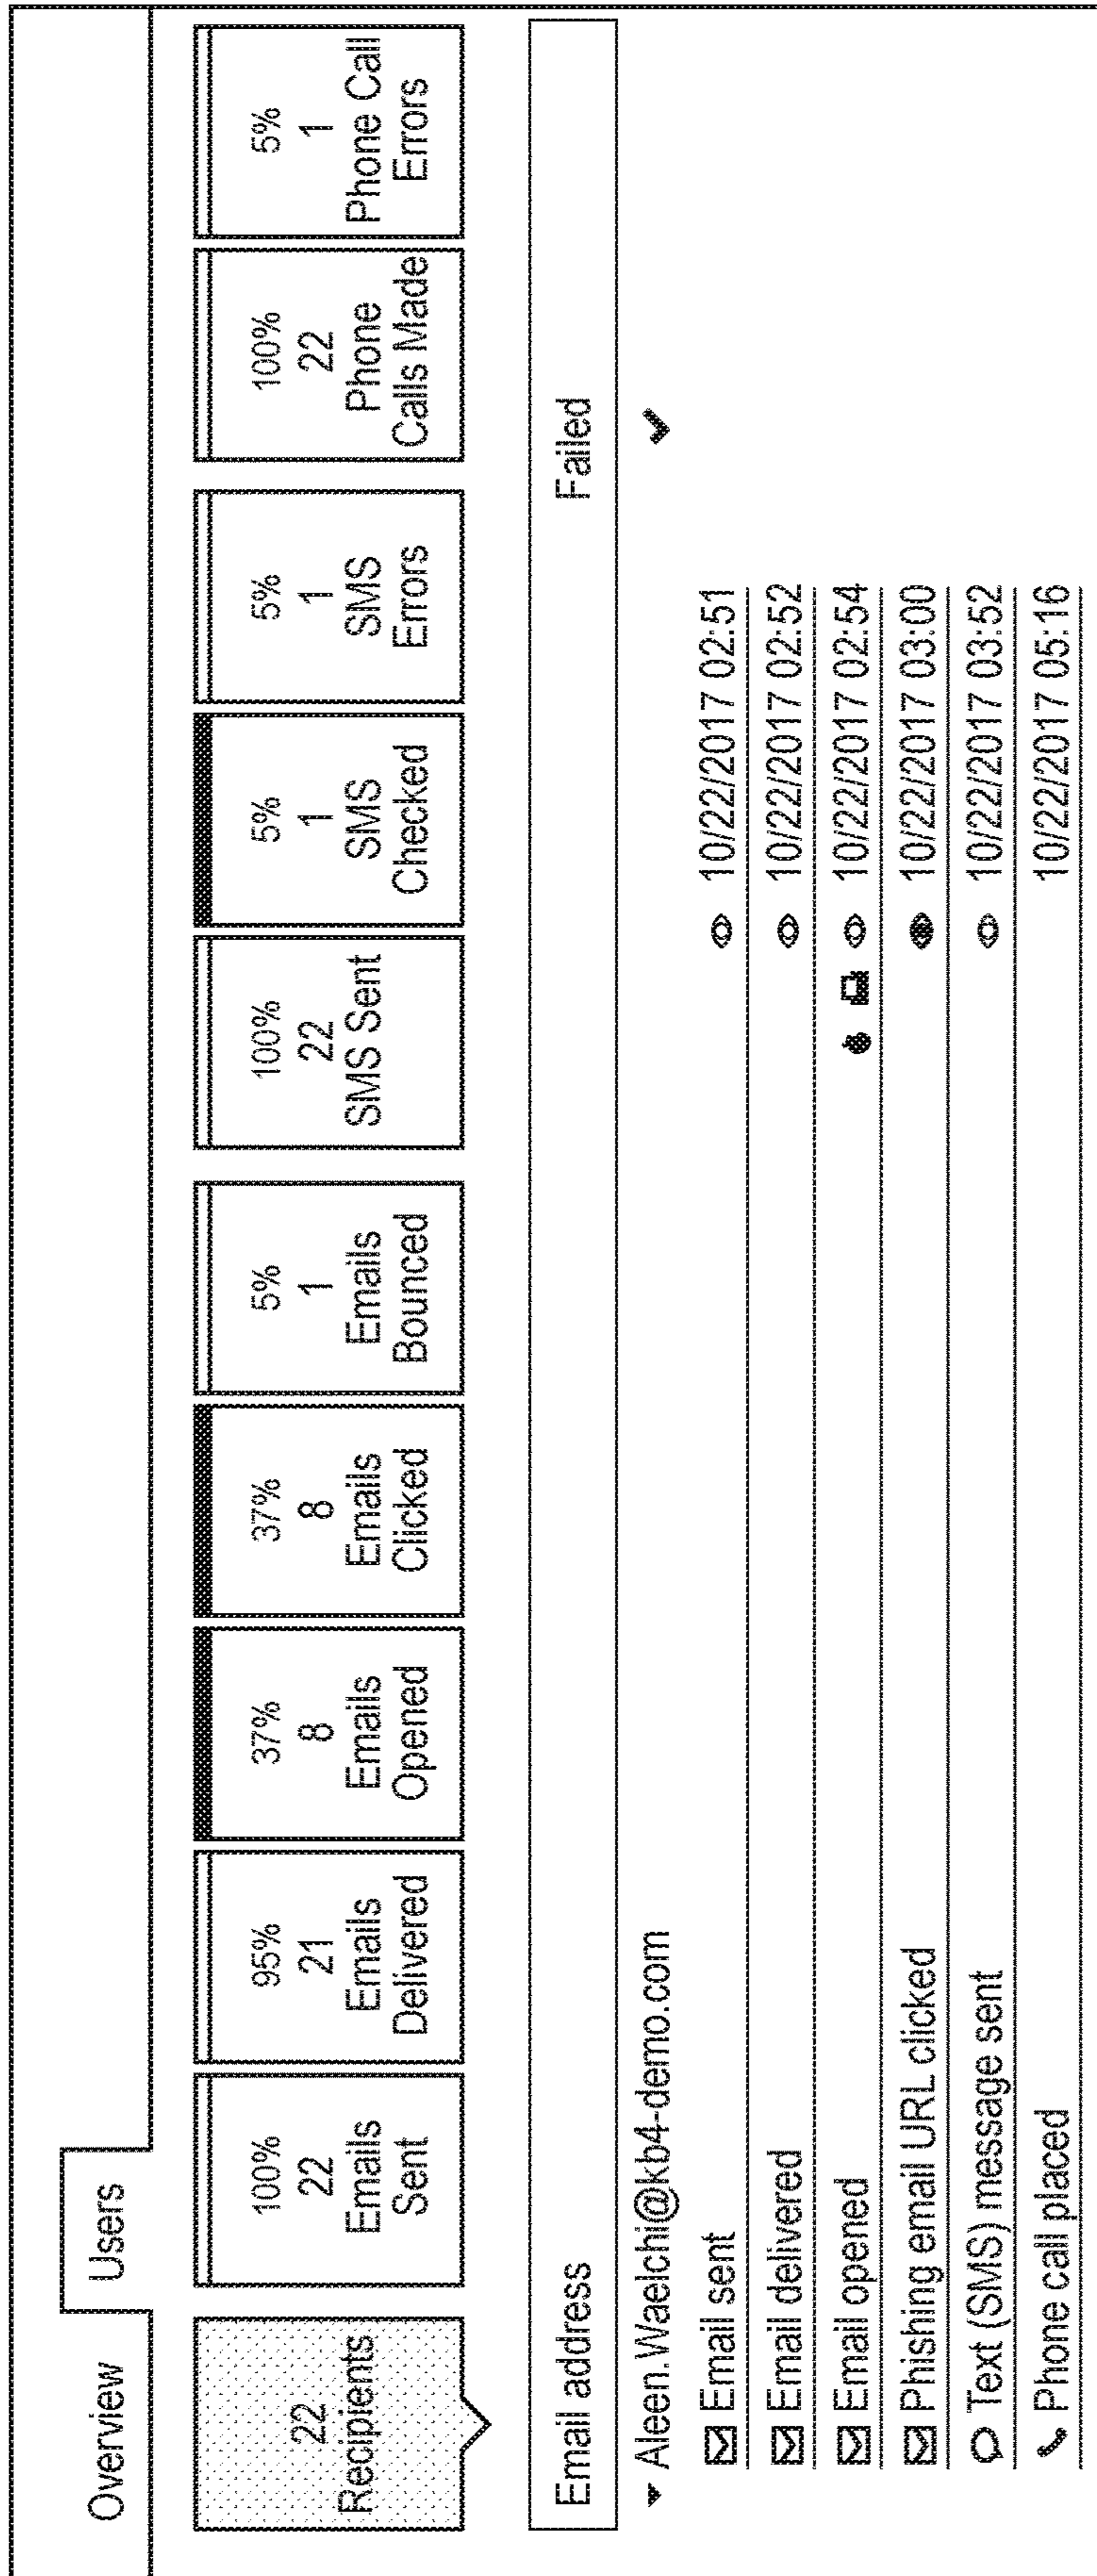 Overview
Users
22
Recipients
100%
22
Emails
Sent
95%
21
Emails
Delivered
37%
8
Emails
Opened
37%
8
Emails
Clicked
5%
1
Emails
Bounced
100%
22
SMS Sent
5%
1
SMS
Checked
5%
1
SMS
Errors
100%
22
Phone
Calls Made
5%
1
Phone Call
Errors
Email address
Failed
Aleen.Waelchi@kb4-demo.com
Email sent 10/22/2017 02:51
Email delivered 10/22/2017 02:52
Email opened 10/22/2017 02:54
Phishing email URL clicked 10/22/2017 03:00
Text (SMS) message sent 10/22/2017 03:52
Phone call placed 10/22/2017 05:16